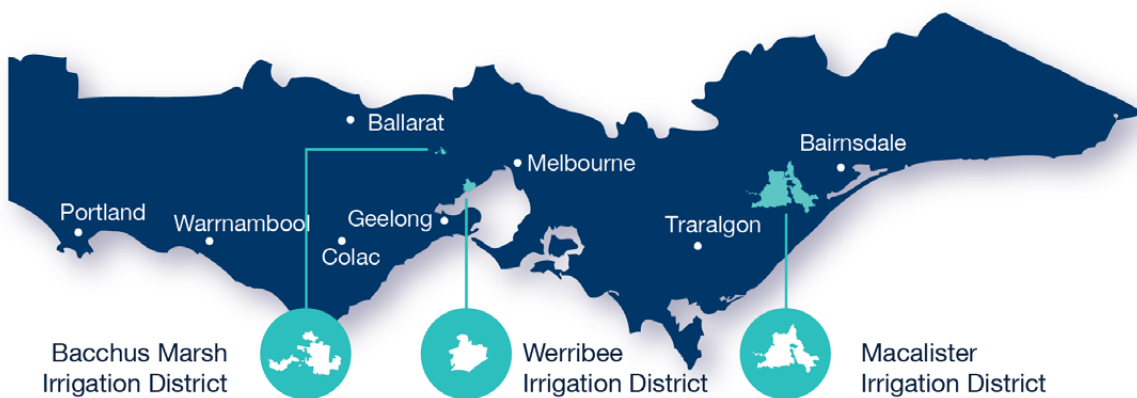 Ballarat
Melbourne
Bairnsdale
Portland
Warrnambool
Geelong
Colac
Traralgon
Bacchus Marsh
Irrigation District
Werribee
Irrigation District
Macalister
Irrigation District